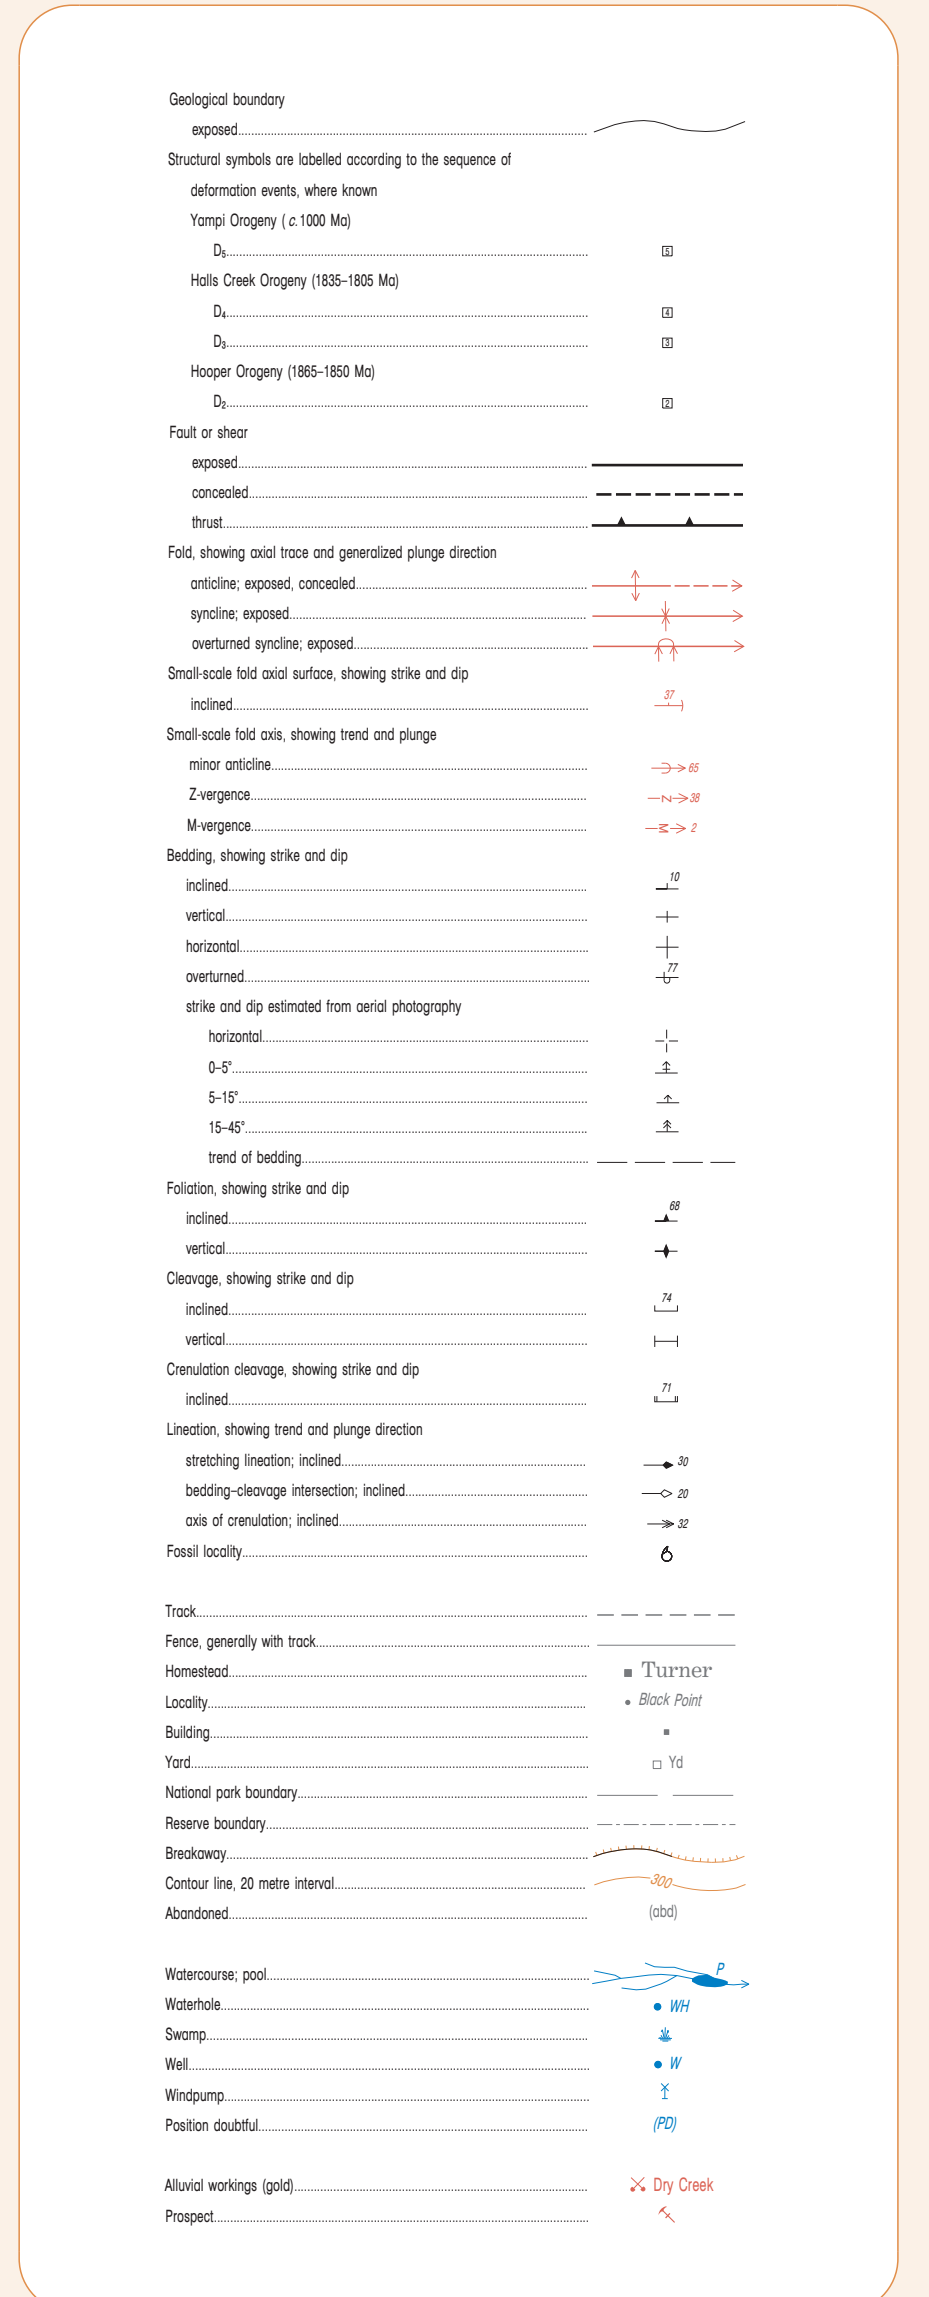 Geological boundary
exposed
Structural symbols are labelled according to the sequence of
deformation events, where known
Yampi Orogeny ( c.1000 Ma)
D₅ 5
Halls Creek Orogeny (1835–1805 Ma)
D₄ 4
D₃ 3
Hooper Orogeny (1865–1850 Ma)
D₂ 2
Fault or shear
exposed
concealed
thrust
Fold, showing axial trace and generalized plunge direction
anticline; exposed, concealed
syncline; exposed
overturned syncline; exposed
Small-scale fold axial surface, showing strike and dip
inclined 37
Small-scale fold axis, showing trend and plunge
minor anticline 65
Z-vergence Z 38
M-vergence M 2
Bedding, showing strike and dip
inclined 10
vertical
horizontal
overturned 77
strike and dip estimated from aerial photography
horizontal
0–5°
5–15°
15–45°
trend of bedding
Foliation, showing strike and dip
inclined 68
vertical
Cleavage, showing strike and dip
inclined 74
vertical
Crenulation cleavage, showing strike and dip
inclined 71
Lineation, showing trend and plunge direction
stretching lineation; inclined 30
bedding–cleavage intersection; inclined 20
axis of crenulation; inclined 32
Fossil locality
Track
Fence, generally with track
Homestead Turner
Locality Black Point
Building
Yard Yd
National park boundary
Reserve boundary
Breakaway
Contour line, 20 metre interval 300
Abandoned (abd)
Watercourse; pool P
Waterhole WH
Swamp
Well W
Windpump
Position doubtful (PD)
Alluvial workings (gold) Dry Creek
Prospect